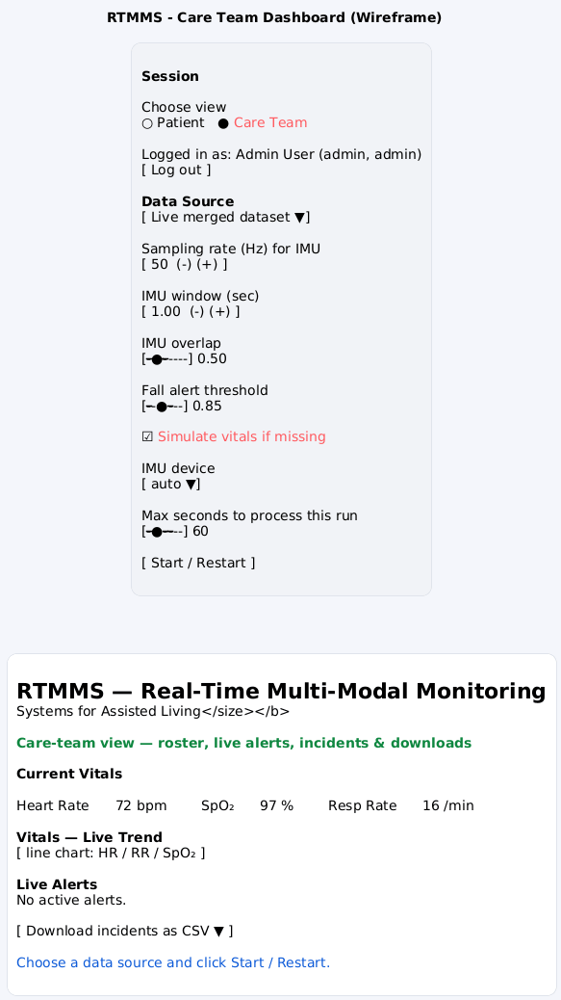 RTMMS - Care Team Dashboard (Wireframe)
Session
Choose view
○ Patient ● Care Team
Logged in as: Admin User (admin, admin)
[ Log out ]
Data Source
[ Live merged dataset ▼]
Sampling rate (Hz) for IMU
[ 50 (-) (+) ]
IMU window (sec)
[ 1.00 (-) (+) ]
IMU overlap
[━●━----] 0.50
Fall alert threshold
[━-●━--] 0.85
☑ Simulate vitals if missing
IMU device
[ auto ▼]
Max seconds to process this run
[━●━━--] 60
[ Start / Restart ]
RTMMS — Real-Time Multi-Modal Monitoring
Systems for Assisted Living</size></b>
Care-team view — roster, live alerts, incidents & downloads
Current Vitals
Heart Rate 72 bpm SpO₂ 97 % Resp Rate 16 /min
Vitals — Live Trend
[ line chart: HR / RR / SpO₂ ]
Live Alerts
No active alerts.
[ Download incidents as CSV ▼ ]
Choose a data source and click Start / Restart.